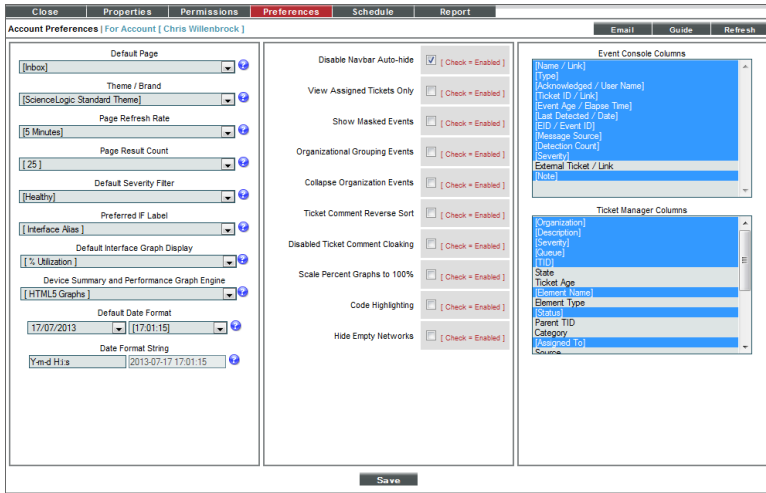 Close Properties Permissions Preferences Schedule Report
Account Preferences | For Account [ Chris Willenbrock ] Email Guide Refresh
Default Page
[Inbox]
Theme / Brand
[ScienceLogic Standard Theme]
Page Refresh Rate
[5 Minutes]
Page Result Count
[ 25 ]
Default Severity Filter
[Healthy]
Preferred IF Label
[ Interface Alias ]
Default Interface Graph Display
[ % Utilization ]
Device Summary and Performance Graph Engine
[ HTML5 Graphs ]
Default Date Format
17/07/2013 [17:01:15]
Date Format String
Y-m-d H:i:s 2013-07-17 17:01:15
Disable Navbar Auto-hide [ Check = Enabled ]
View Assigned Tickets Only [ Check = Enabled ]
Show Masked Events [ Check = Enabled ]
Organizational Grouping Events [ Check = Enabled ]
Collapse Organization Events [ Check = Enabled ]
Ticket Comment Reverse Sort [ Check = Enabled ]
Disabled Ticket Comment Cloaking [ Check = Enabled ]
Scale Percent Graphs to 100% [ Check = Enabled ]
Code Highlighting [ Check = Enabled ]
Hide Empty Networks [ Check = Enabled ]
Event Console Columns
[Name / Link]
[Type]
[Acknowledged / User Name]
[Ticket ID / Link]
[Event Age / Elapse Time]
[Last Detected / Date]
[EID / Event ID]
[Message Source]
[Detection Count]
[Severity]
External Ticket / Link
[Note]
Ticket Manager Columns
[Organization]
[Description]
[Severity]
[Queue]
[TID]
State
Ticket Age
[Element Name]
Element Type
[Status]
Parent TID
Category
[Assigned To]
Source
Save